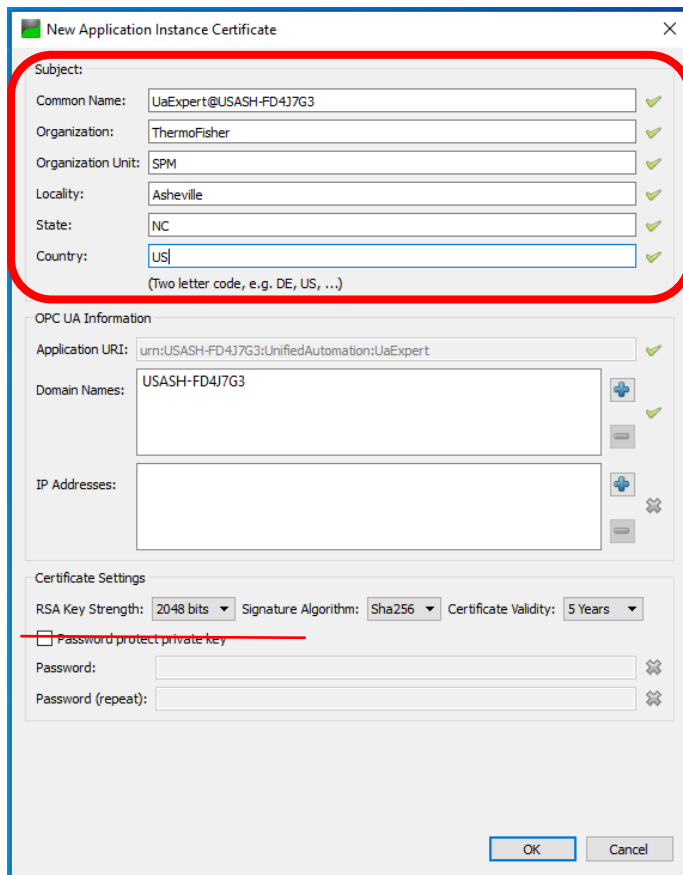 New Application Instance Certificate
Subject:
Common Name: UaExpert@USASH-FD4J7G3
Organization: ThermoFisher
Organization Unit: SPM
Locality: Asheville
State: NC
Country: US
(Two letter code, e.g. DE, US, ...)
OPC UA Information
Application URI: urn:USASH-FD4J7G3:UnifiedAutomation:UaExpert
Domain Names: USASH-FD4J7G3
IP Addresses:
Certificate Settings
RSA Key Strength: 2048 bits Signature Algorithm: Sha256 Certificate Validity: 5 Years
Password protect private key
Password:
Password (repeat):
OK Cancel